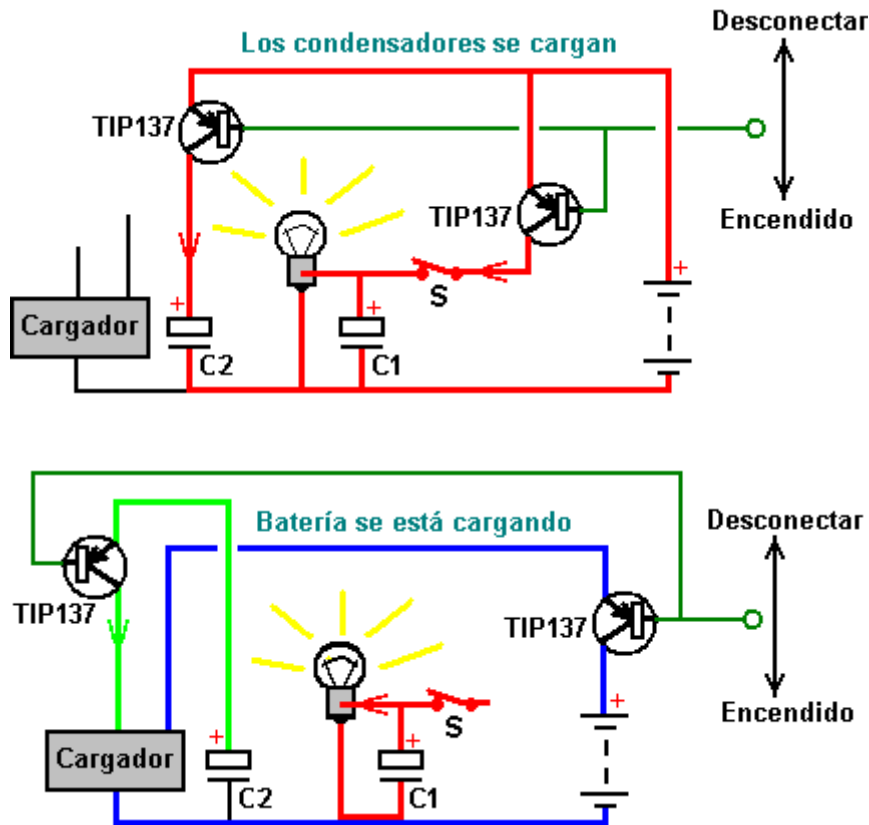 Desconectar
Los condensadores se cargan
TIP137
TIP137
Encendido
+
+
+
S
Cargador
C2
C1
Batería se está cargando
Desconectar
TIP137
TIP137
Encendido
+
+
+
S
Cargador
C2
C1